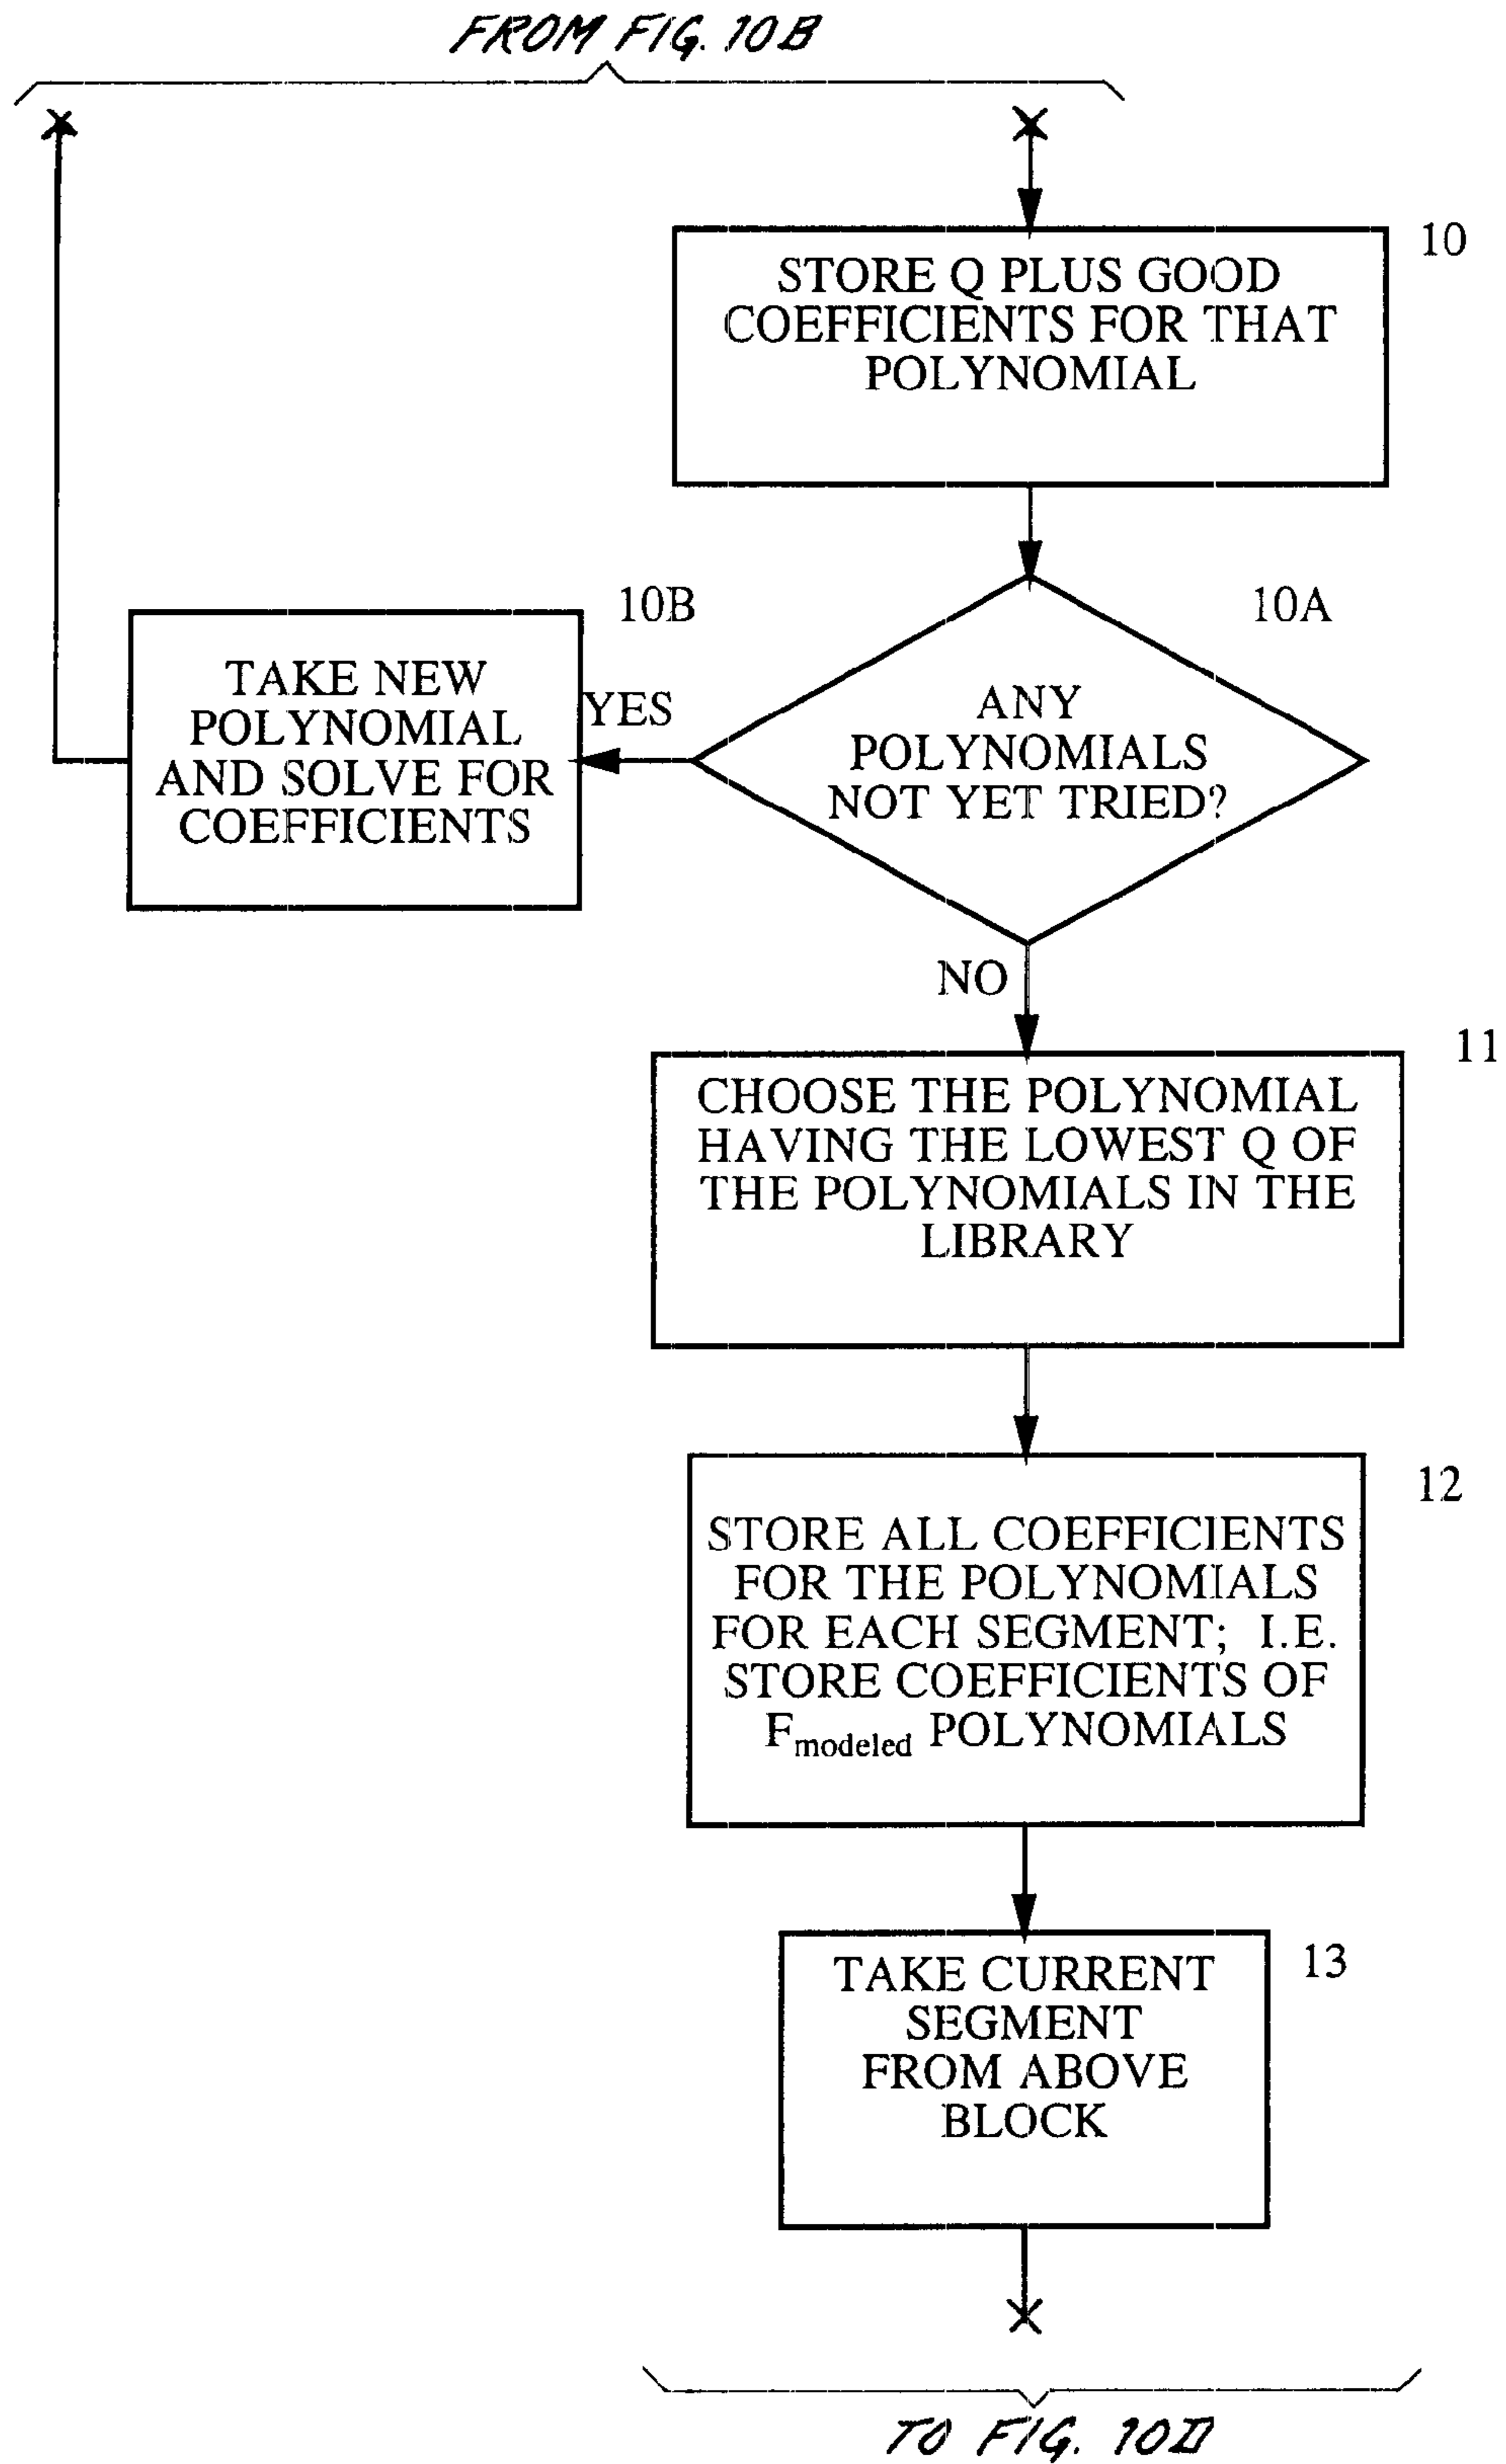 FROM FIG. 10B
10
STORE Q PLUS GOOD
COEFFICIENTS FOR THAT
POLYNOMIAL
10B
10A
TAKE NEW
POLYNOMIAL
AND SOLVE FOR
COEFFICIENTS
YES
ANY
POLYNOMIALS
NOT YET TRIED?
NO
11
CHOOSE THE POLYNOMIAL
HAVING THE LOWEST Q OF
THE POLYNOMIALS IN THE
LIBRARY
12
STORE ALL COEFFICIENTS
FOR THE POLYNOMIALS
FOR EACH SEGMENT; I.E.
STORE COEFFICIENTS OF
Fmodeled POLYNOMIALS
13
TAKE CURRENT
SEGMENT
FROM ABOVE
BLOCK
TO FIG. 10D